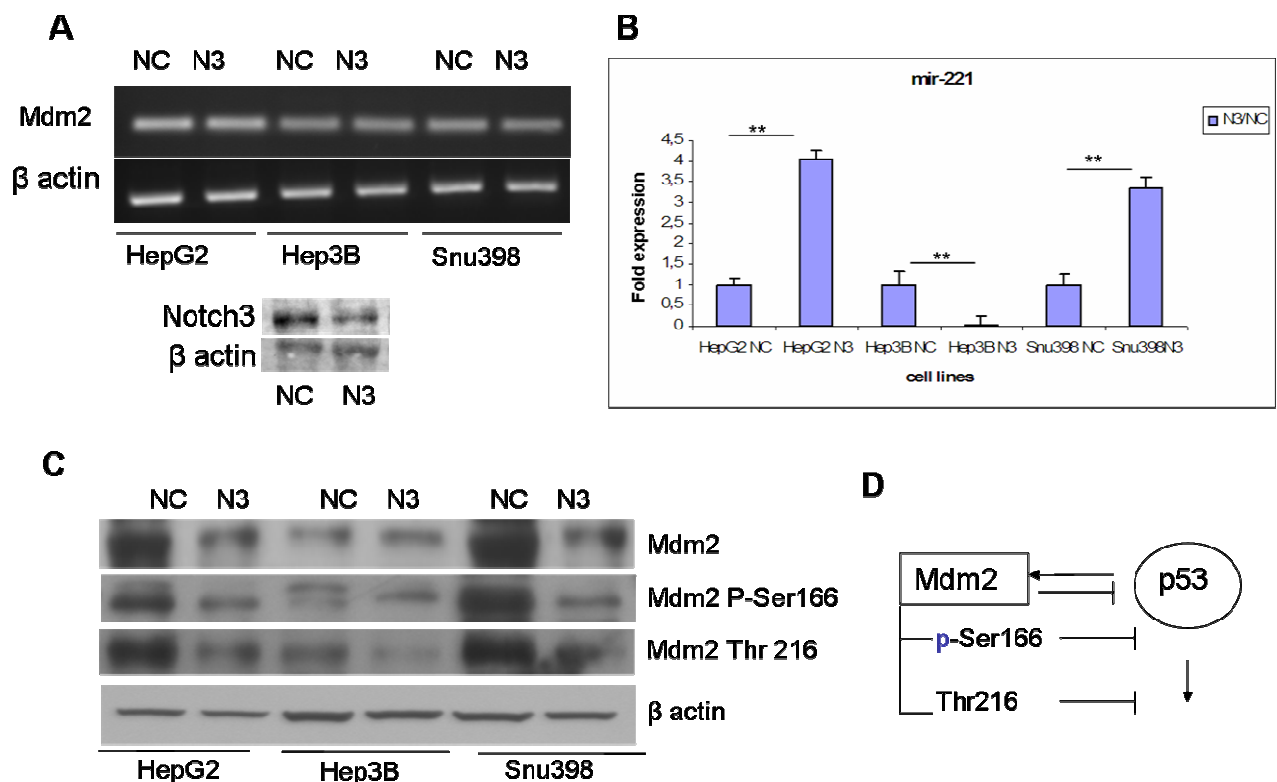 A
NC N3 NC N3 NC N3
Mdm2
β actin
HepG2 Hep3B Snu398
Notch3
β actin
NC N3
B
mir-221
N3/NC
Fold expression
4,5
4
3,5
3
2,5
2
1,5
1
0,5
0
** ** **
HepG2 NC HepG2 N3 Hep3B NC Hep3B N3 Snu398 NC Snu398N3
cell lines
C
NC N3 NC N3 NC N3
Mdm2
Mdm2 P-Ser166
Mdm2 Thr 216
β actin
HepG2 Hep3B Snu398
D
Mdm2 p53
p-Ser166
Thr216